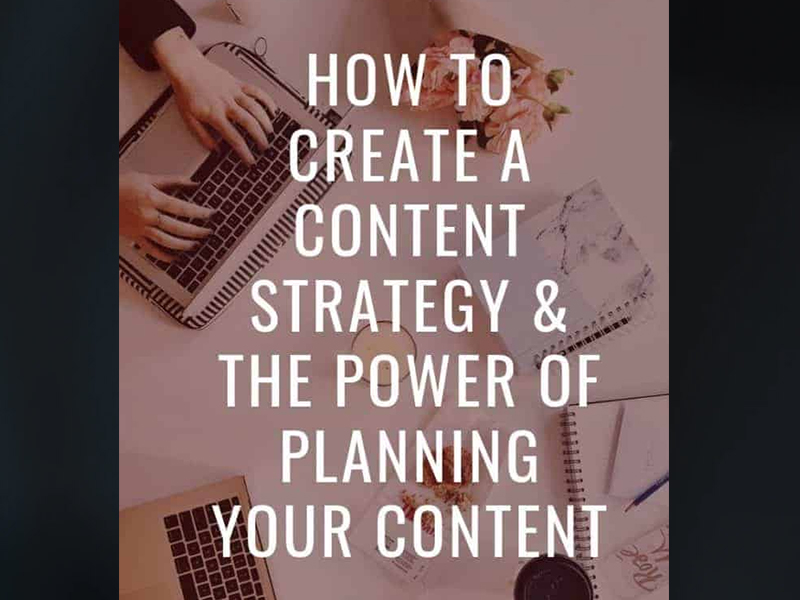 HOW TO
CREATE A
CONTENT
STRATEGY &
THE POWER OF
PLANNING
YOUR CONTENT